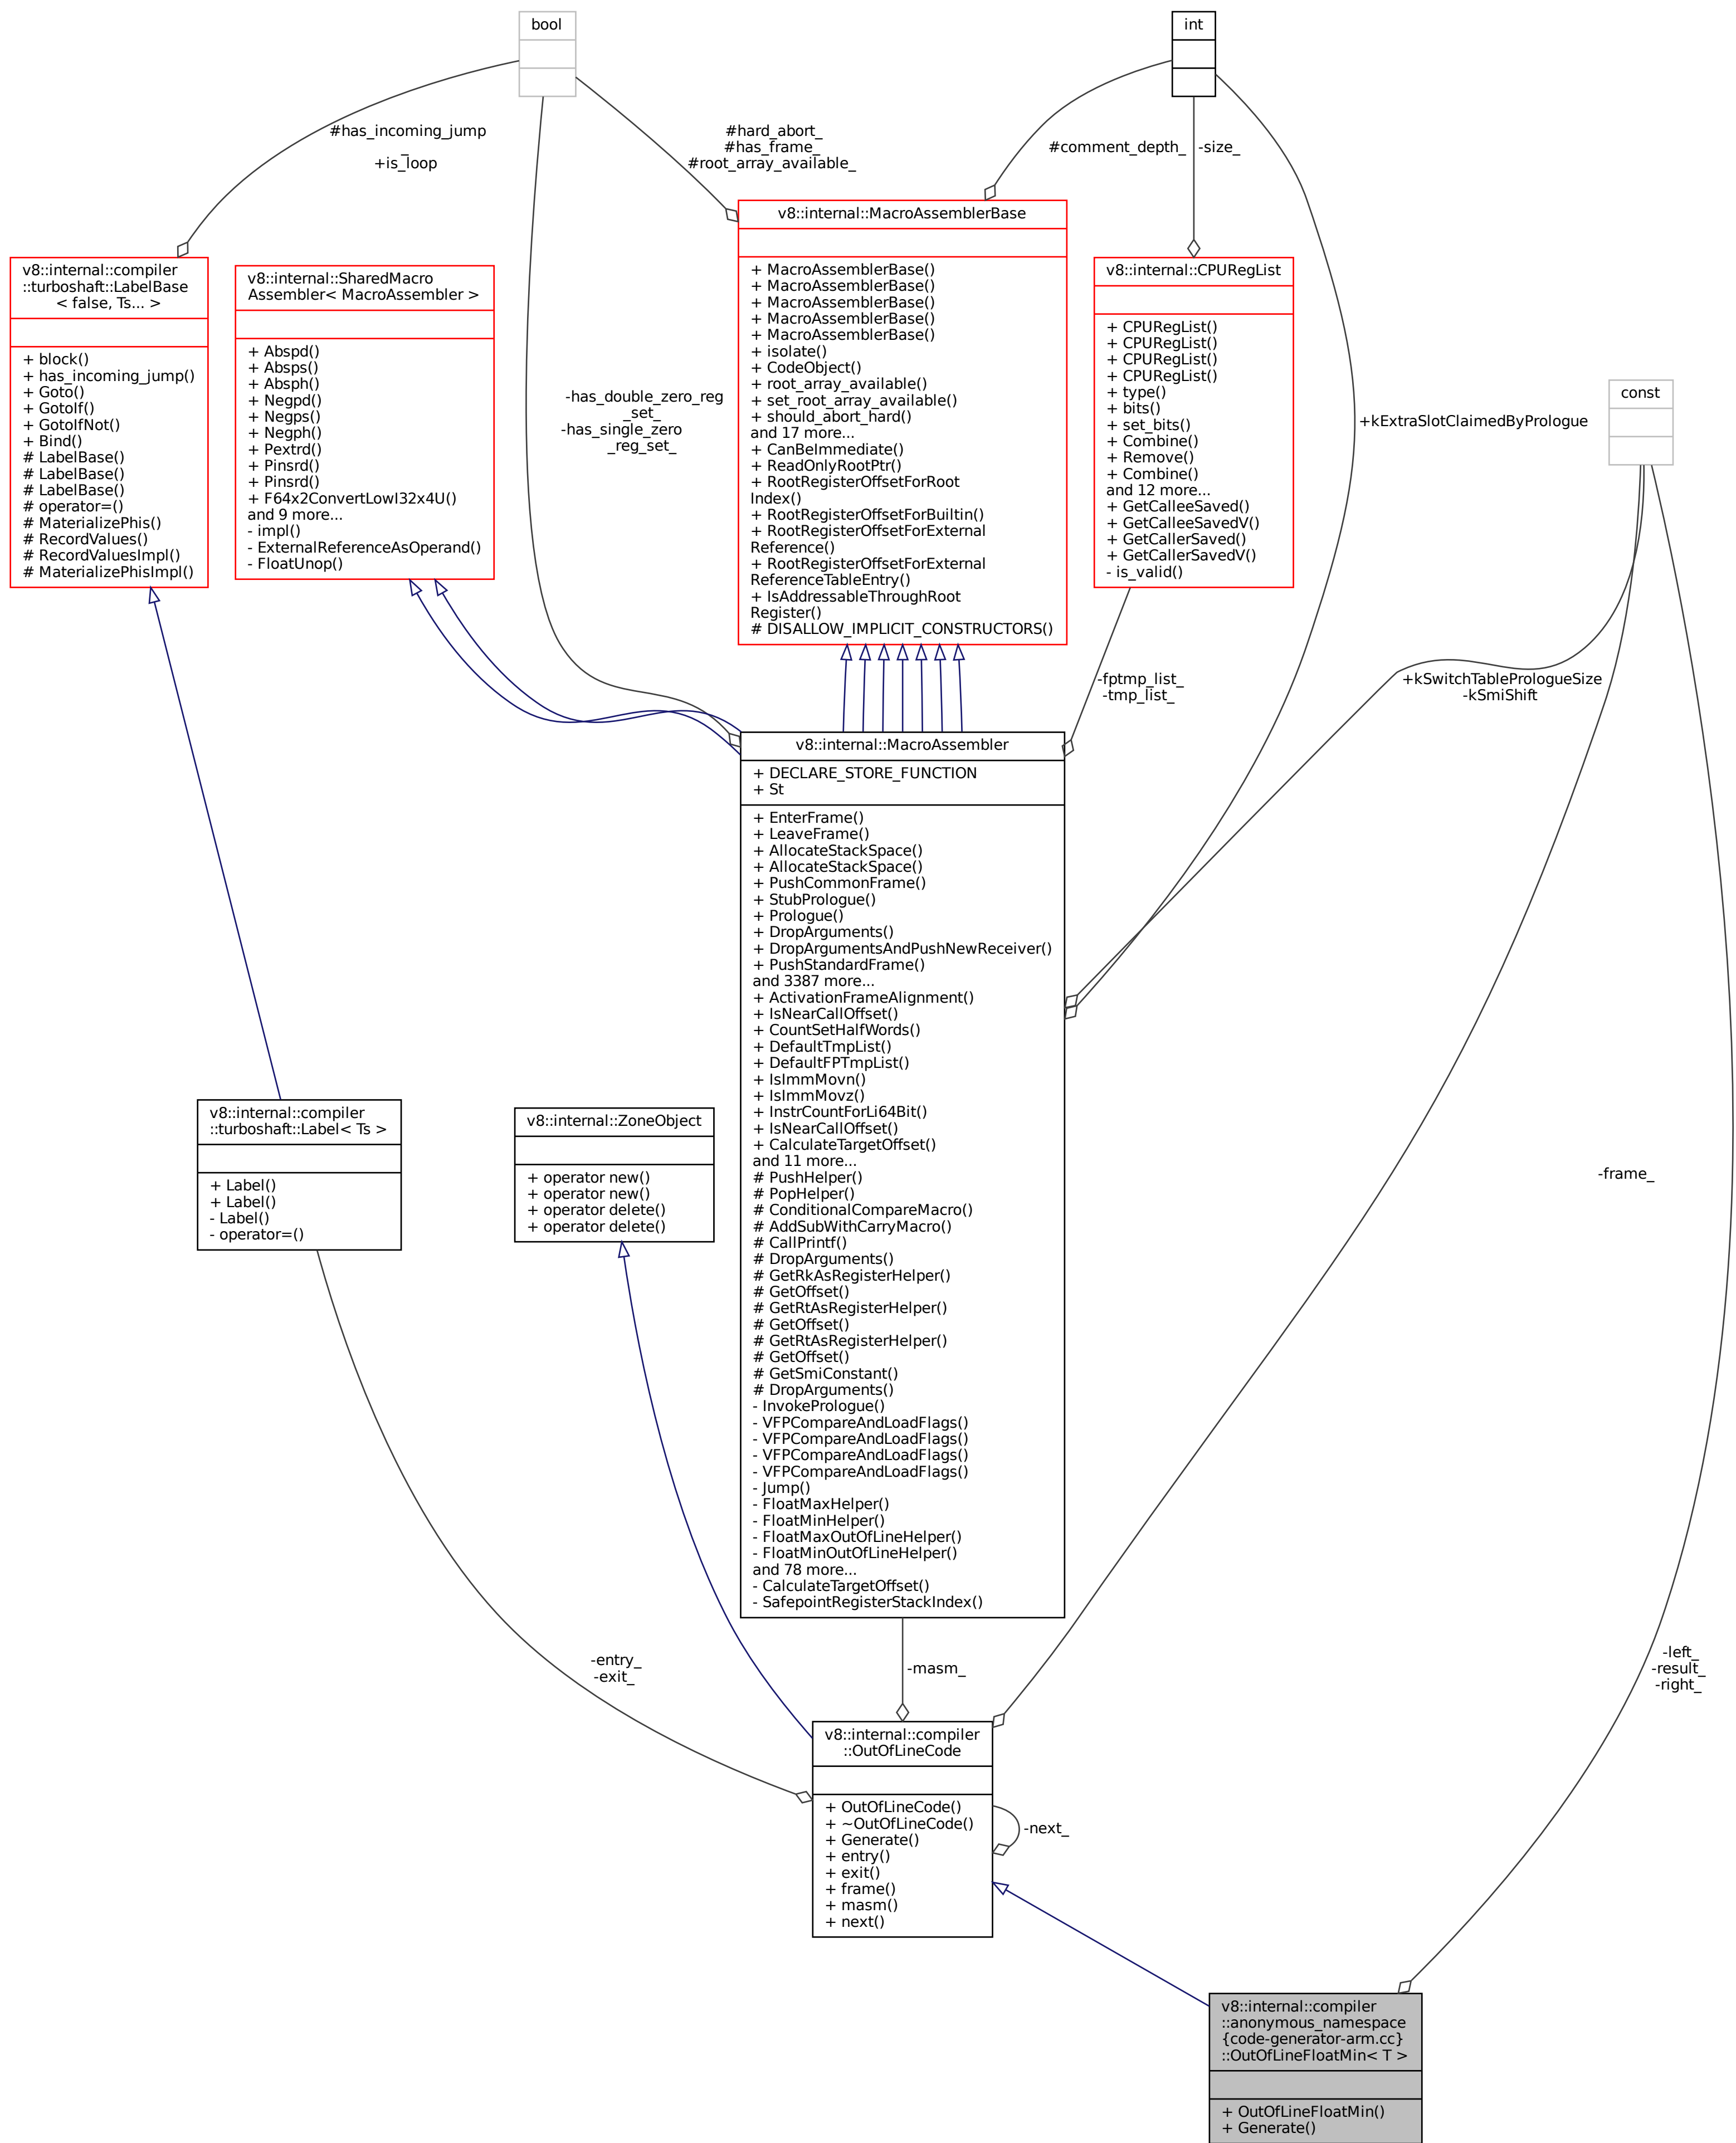 bool
int
#has_incoming_jump
_
+is_loop
#hard_abort_
#has_frame_
#root_array_available_
#comment_depth_
-size_
v8::internal::MacroAssemblerBase
+ MacroAssemblerBase()
+ MacroAssemblerBase()
+ MacroAssemblerBase()
+ MacroAssemblerBase()
+ MacroAssemblerBase()
+ isolate()
+ CodeObject()
+ root_array_available()
+ set_root_array_available()
+ should_abort_hard()
and 17 more...
+ CanBeImmediate()
+ ReadOnlyRootPtr()
+ RootRegisterOffsetForRoot
Index()
+ RootRegisterOffsetForBuiltin()
+ RootRegisterOffsetForExternal
Reference()
+ RootRegisterOffsetForExternal
ReferenceTableEntry()
+ IsAddressableThroughRoot
Register()
# DISALLOW_IMPLICIT_CONSTRUCTORS()
v8::internal::compiler
::turboshaft::LabelBase
< false, Ts... >
+ block()
+ has_incoming_jump()
+ Goto()
+ GotoIf()
+ GotoIfNot()
+ Bind()
# LabelBase()
# LabelBase()
# LabelBase()
# operator=()
# MaterializePhis()
# RecordValues()
# RecordValuesImpl()
# MaterializePhisImpl()
v8::internal::SharedMacro
Assembler< MacroAssembler >
+ Abspd()
+ Absps()
+ Absph()
+ Negpd()
+ Negps()
+ Negph()
+ Pextrd()
+ Pinsrd()
+ Pinsrd()
+ F64x2ConvertLowI32x4U()
and 9 more...
- impl()
- ExternalReferenceAsOperand()
- FloatUnop()
v8::internal::CPURegList
+ CPURegList()
+ CPURegList()
+ CPURegList()
+ CPURegList()
+ type()
+ bits()
+ set_bits()
+ Combine()
+ Remove()
+ Combine()
and 12 more...
+ GetCalleeSaved()
+ GetCalleeSavedV()
+ GetCallerSaved()
+ GetCallerSavedV()
- is_valid()
const
-has_double_zero_reg
_set_
-has_single_zero
_reg_set_
+kExtraSlotClaimedByPrologue
-fptmp_list_
-tmp_list_
+kSwitchTablePrologueSize
-kSmiShift
v8::internal::MacroAssembler
+ DECLARE_STORE_FUNCTION
+ St
+ EnterFrame()
+ LeaveFrame()
+ AllocateStackSpace()
+ AllocateStackSpace()
+ PushCommonFrame()
+ StubPrologue()
+ Prologue()
+ DropArguments()
+ DropArgumentsAndPushNewReceiver()
+ PushStandardFrame()
and 3387 more...
+ ActivationFrameAlignment()
+ IsNearCallOffset()
+ CountSetHalfWords()
+ DefaultTmpList()
+ DefaultFPTmpList()
+ IsImmMovn()
+ IsImmMovz()
+ InstrCountForLi64Bit()
+ IsNearCallOffset()
+ CalculateTargetOffset()
and 11 more...
# PushHelper()
# PopHelper()
# ConditionalCompareMacro()
# AddSubWithCarryMacro()
# CallPrintf()
# DropArguments()
# GetRkAsRegisterHelper()
# GetOffset()
# GetRtAsRegisterHelper()
# GetOffset()
# GetRtAsRegisterHelper()
# GetOffset()
# GetSmiConstant()
# DropArguments()
- InvokePrologue()
- VFPCompareAndLoadFlags()
- VFPCompareAndLoadFlags()
- VFPCompareAndLoadFlags()
- VFPCompareAndLoadFlags()
- Jump()
- FloatMaxHelper()
- FloatMinHelper()
- FloatMaxOutOfLineHelper()
- FloatMinOutOfLineHelper()
and 78 more...
- CalculateTargetOffset()
- SafepointRegisterStackIndex()
v8::internal::compiler
::turboshaft::Label< Ts >
+ Label()
+ Label()
- Label()
- operator=()
v8::internal::ZoneObject
+ operator new()
+ operator new()
+ operator delete()
+ operator delete()
-frame_
-entry_
-exit_
-masm_
-left_
-result_
-right_
v8::internal::compiler
::OutOfLineCode
+ OutOfLineCode()
+ ~OutOfLineCode()
+ Generate()
+ entry()
+ exit()
+ frame()
+ masm()
+ next()
-next_
v8::internal::compiler
::anonymous_namespace
{code-generator-arm.cc}
::OutOfLineFloatMin< T >
+ OutOfLineFloatMin()
+ Generate()